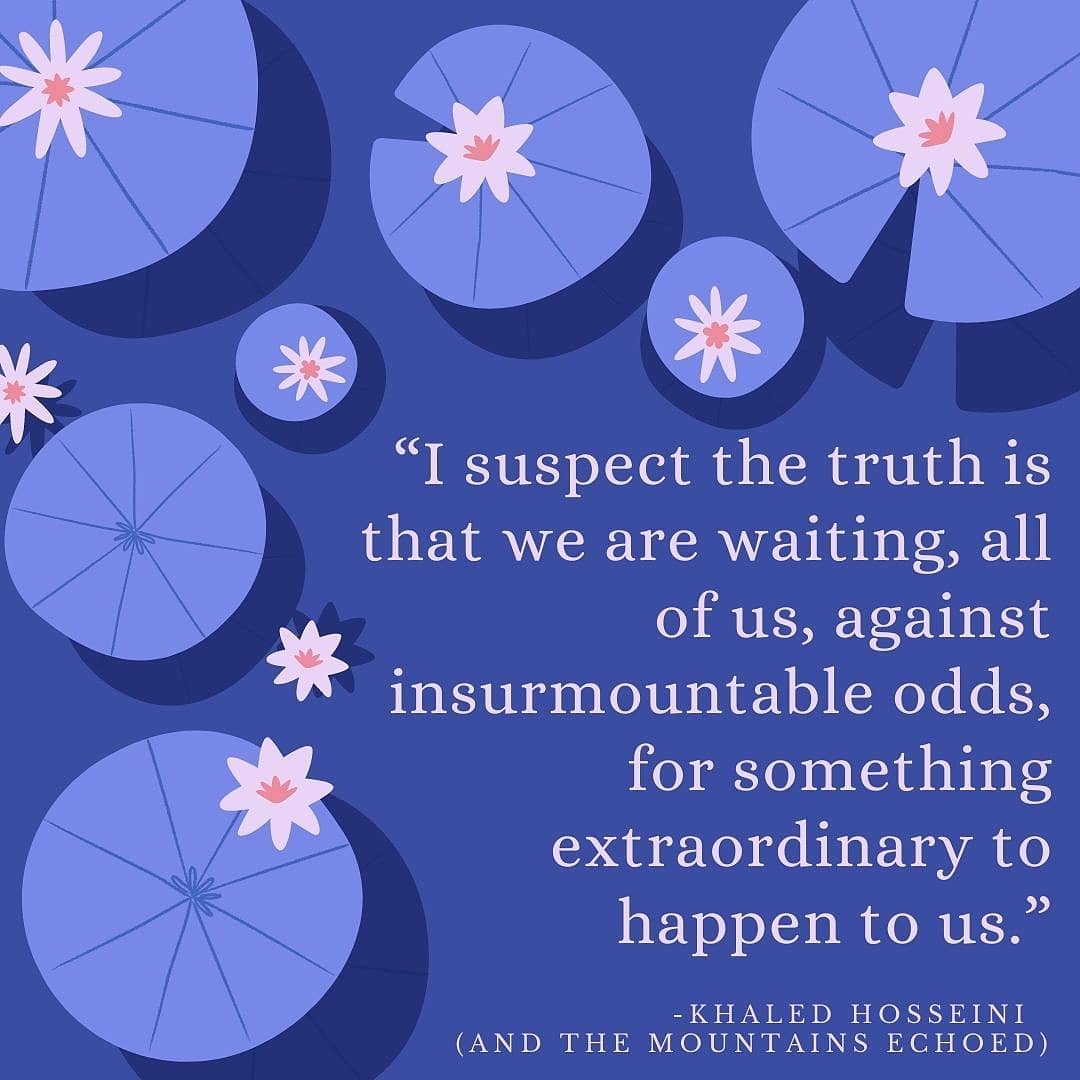 “I suspect the truth is
that we are waiting, all
of us, against
insurmountable odds,
for something
extraordinary to
happen to us.”
-KHALED HOSSEINI
(AND THE MOUNTAINS ECHOED)